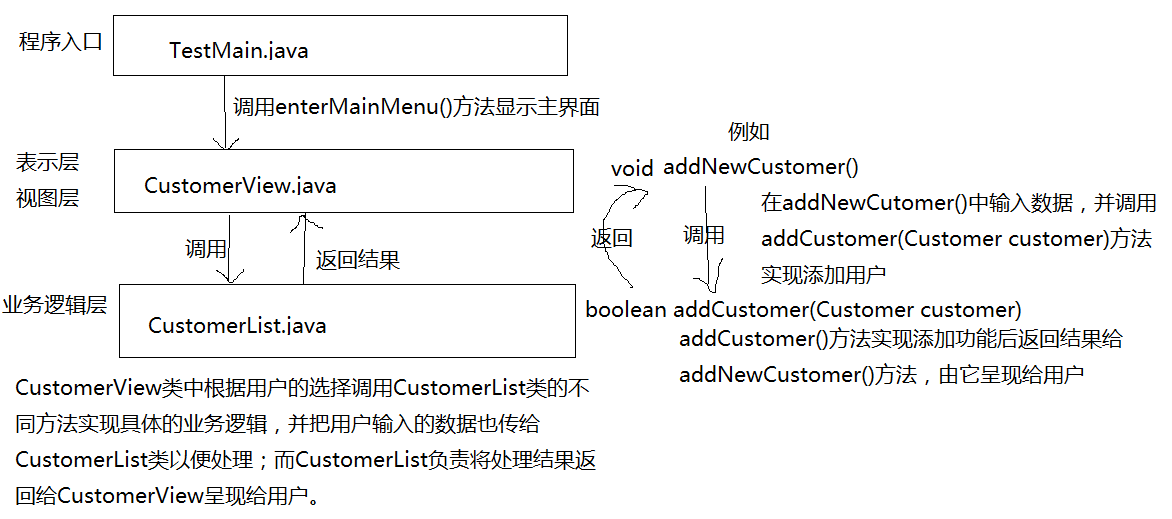 程序入口
TestMain.java
调用enterMainMenu()方法显示主界面
表示层
视图层
CustomerView.java
调用
返回结果
业务逻辑层
CustomerList.java
CustomerView类中根据用户的选择调用CustomerList类的不
同方法实现具体的业务逻辑，并把用户输入的数据也传给
CustomerList类以便处理；而CustomerList负责将处理结果返
回给CustomerView呈现给用户。
例如
void addNewCustomer()
在addNewCutomer()中输入数据，并调用
addCustomer(Customer customer)方法
实现添加用户
返回
调用
boolean addCustomer(Customer customer)
addCustomer()方法实现添加功能后返回结果给
addNewCustomer()方法，由它呈现给用户